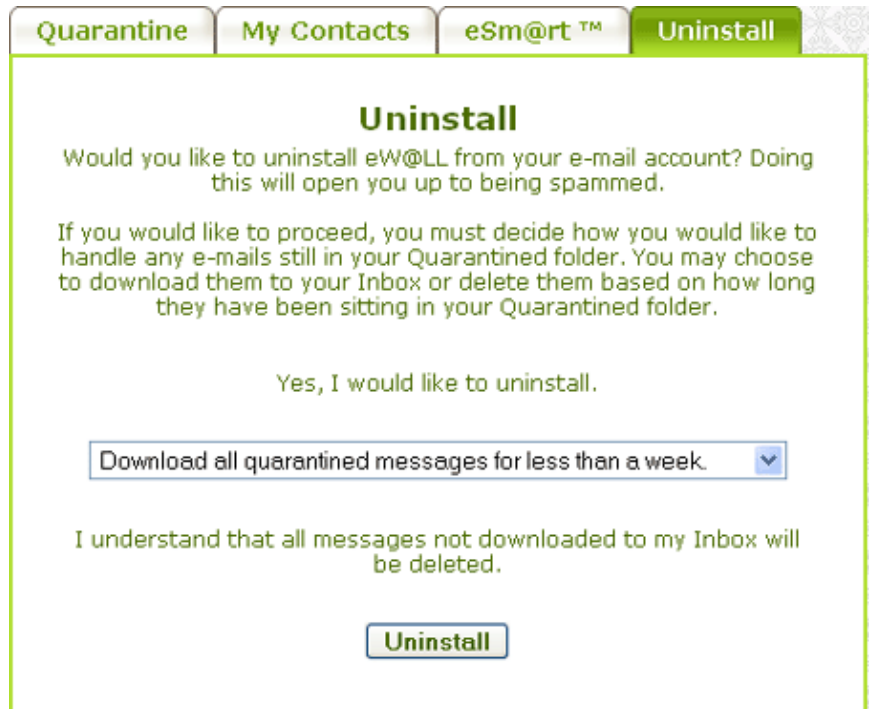 Quarantine My Contacts eSm@rt ™ Uninstall
Uninstall
Would you like to uninstall eW@LL from your e-mail account? Doing
this will open you up to being spammed.
If you would like to proceed, you must decide how you would like to
handle any e-mails still in your Quarantined folder. You may choose
to download them to your Inbox or delete them based on how long
they have been sitting in your Quarantined folder.
Yes, I would like to uninstall.
Download all quarantined messages for less than a week.
I understand that all messages not downloaded to my Inbox will
be deleted.
Uninstall